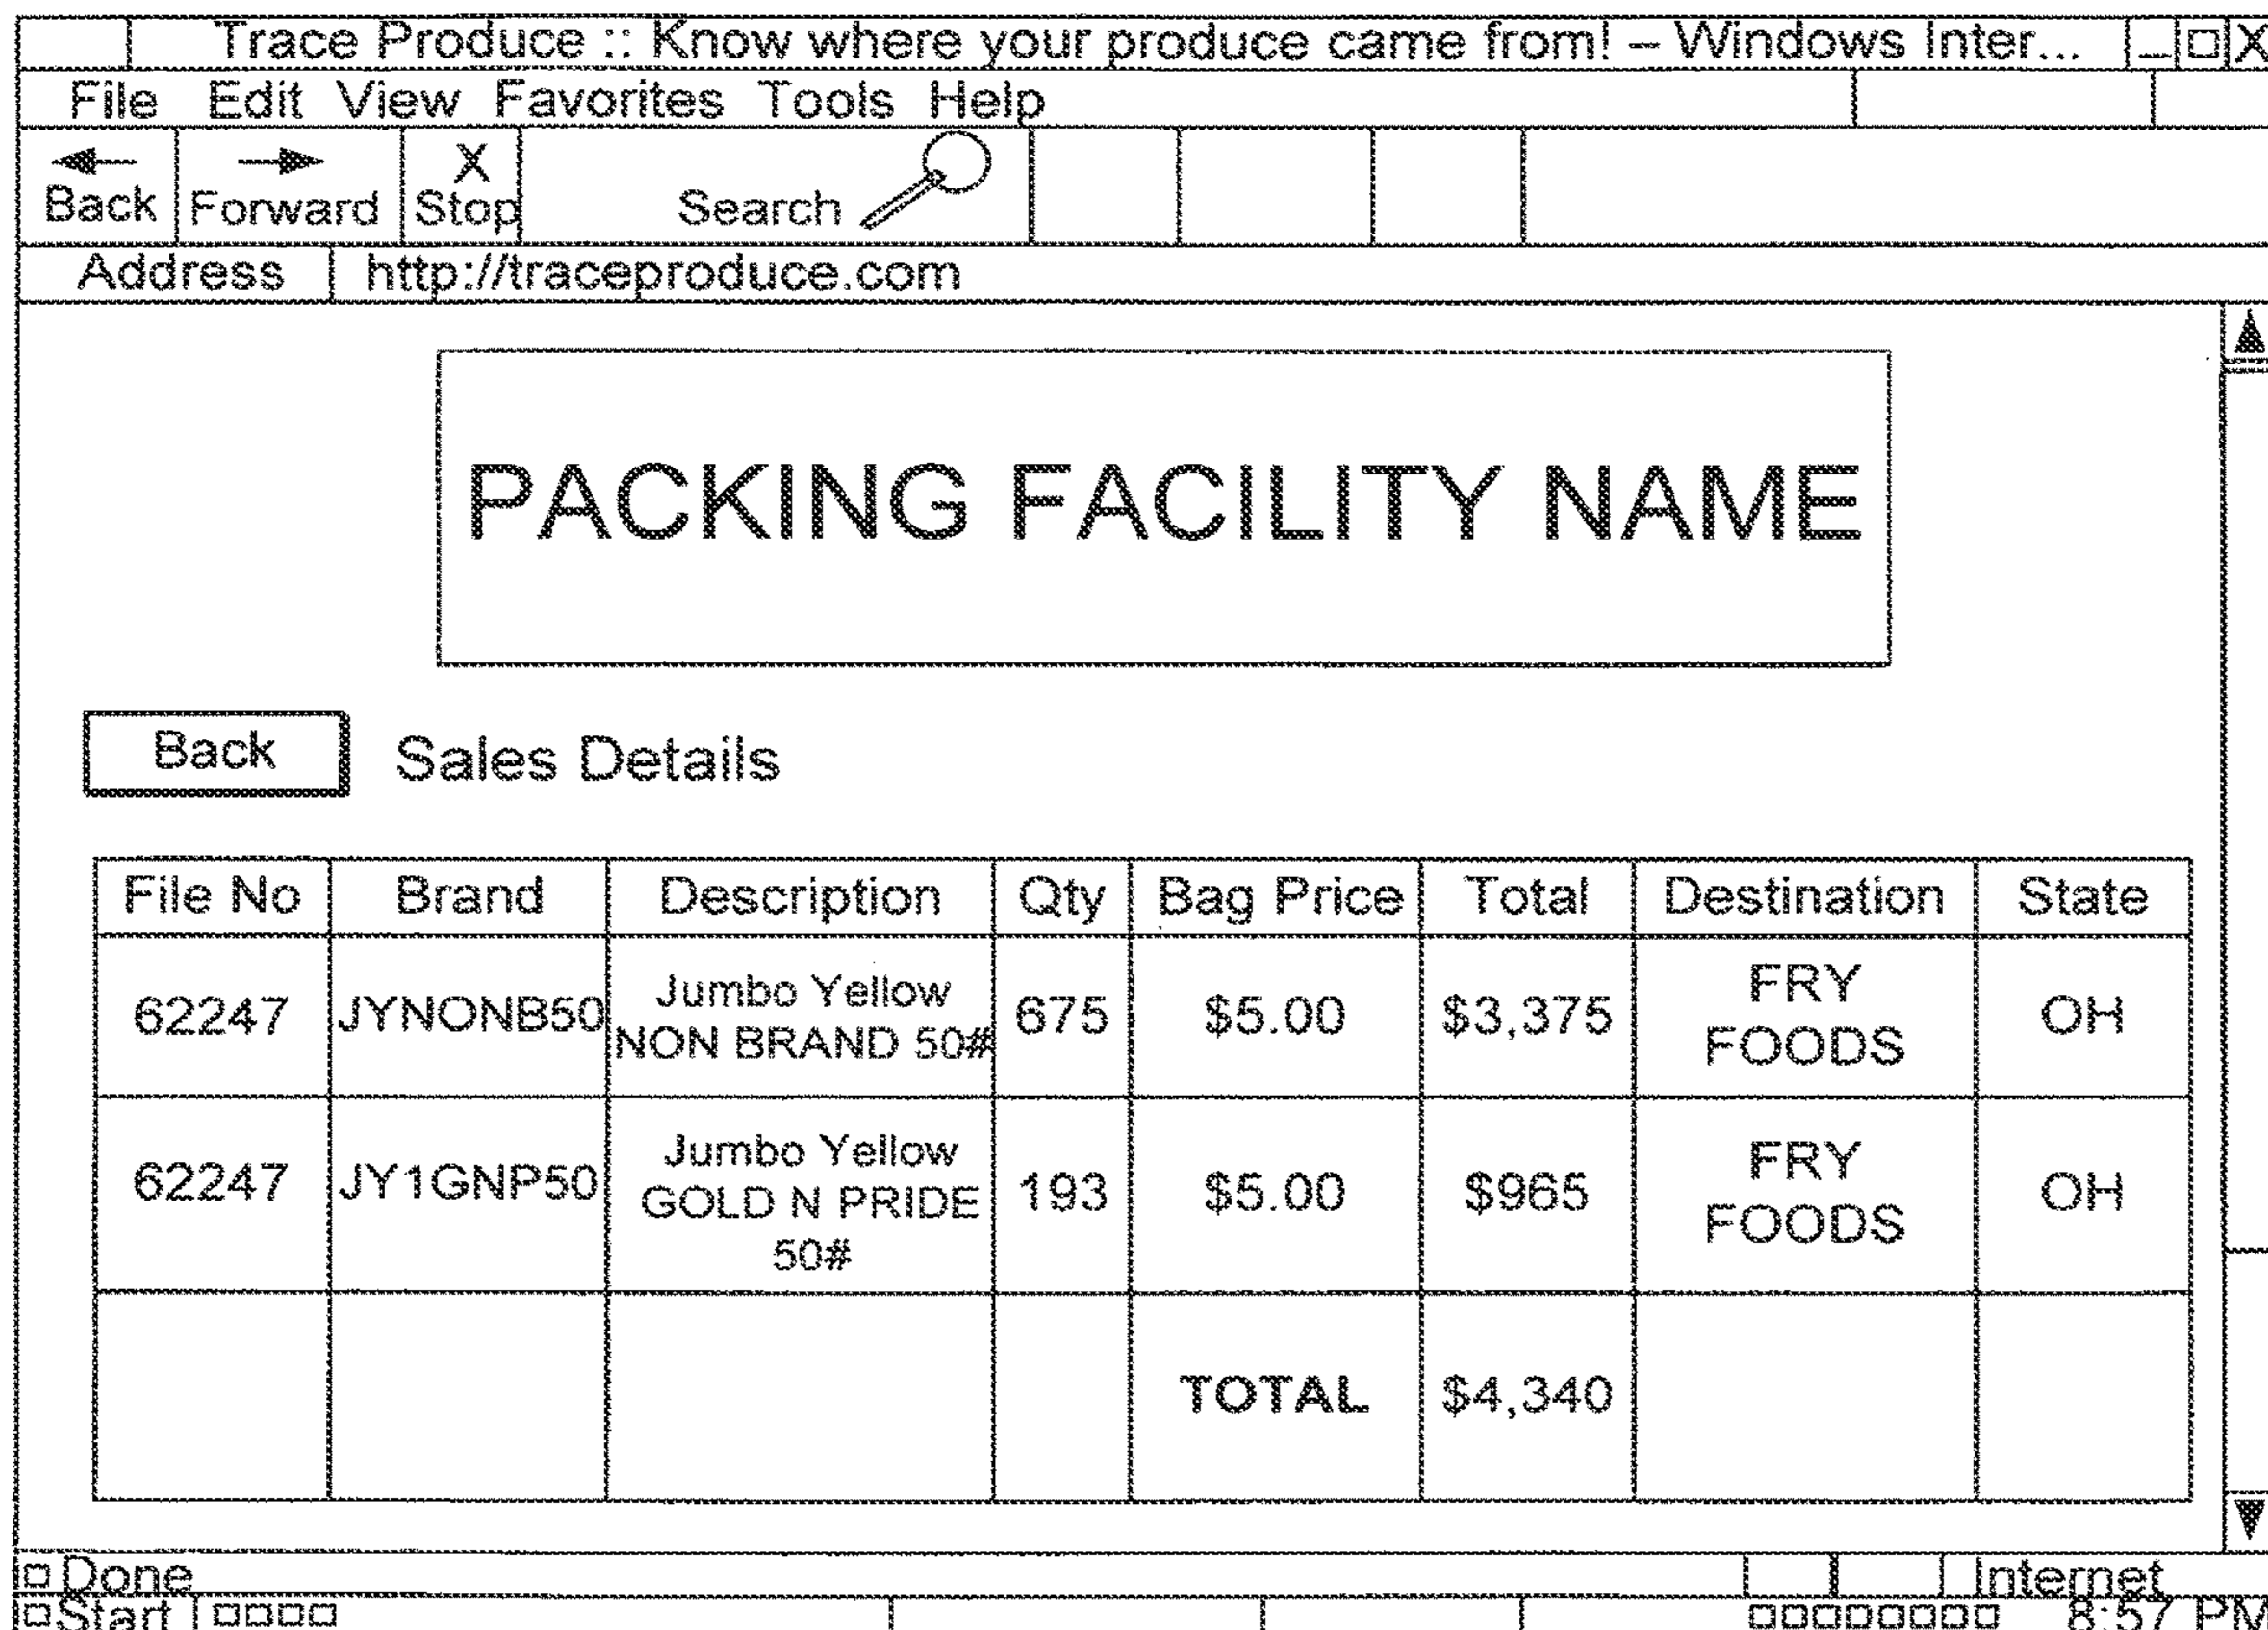 Trace Produce :: Know where your produce came from! – Windows Inter...
File Edit View Favorites Tools Help
X
Back Forward Stop Search
Address http://traceproduce.com
PACKING FACILITY NAME
Back Sales Details
File No Brand Description Qty Bag Price Total Destination State
62247 JYNONB50 Jumbo Yellow NON BRAND 50# 675 $5.00 $3,375 FRY FOODS OH
62247 JY1GNP50 Jumbo Yellow GOLD N PRIDE 50# 193 $5.00 $965 FRY FOODS OH
TOTAL $4,340
Done Internet
Start 8:57 PM